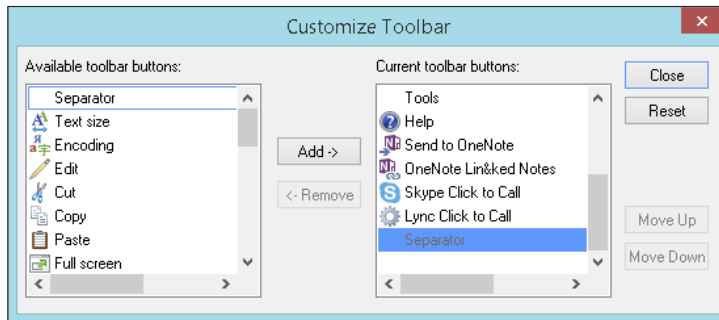 Customize Toolbar
Available toolbar buttons:
Separator
Text size
Encoding
Edit
Cut
Copy
Paste
Full screen
Add ->
<- Remove
Current toolbar buttons:
Tools
Help
Send to OneNote
OneNote Lin&ked Notes
Skype Click to Call
Lync Click to Call
Separator
Close
Reset
Move Up
Move Down